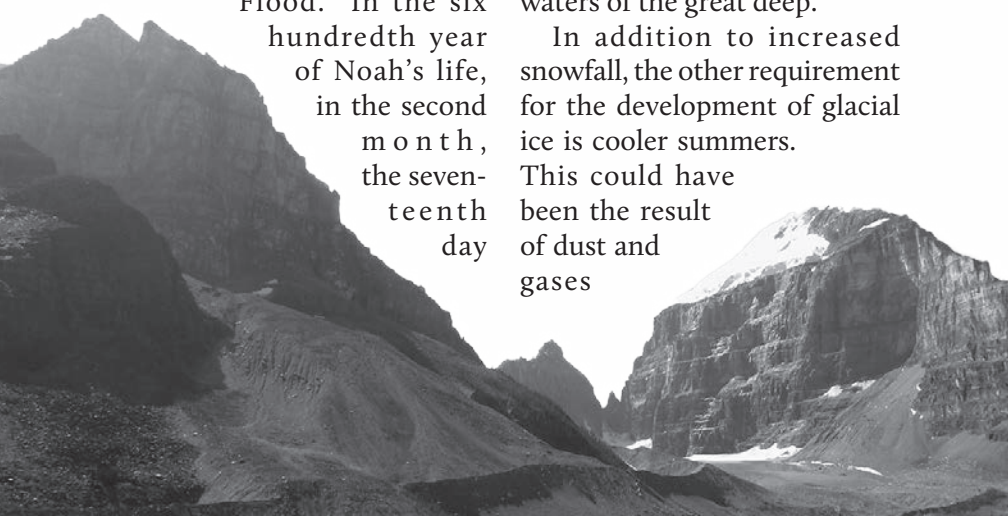 Flood. In the six
hundredth year
of Noah's life,
in the second
month,
the seven-
teenth
day
waters of the great deep.
In addition to increased
snowfall, the other requirement
for the development of glacial
ice is cooler summers.
This could have
been the result
of dust and
gases